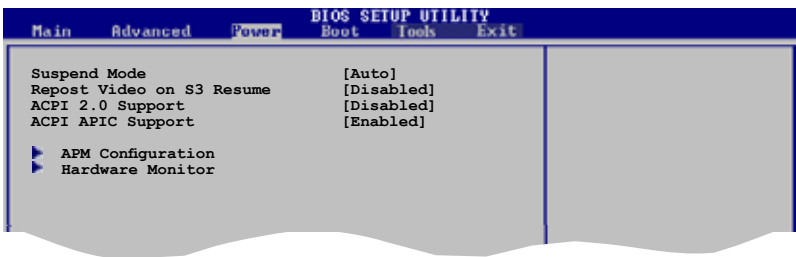 BIOS SETUP UTILITY
Main Advanced Power Boot Tools Exit
Suspend Mode [Auto]
Repost Video on S3 Resume [Disabled]
ACPI 2.0 Support [Disabled]
ACPI APIC Support [Enabled]
APM Configuration
Hardware Monitor